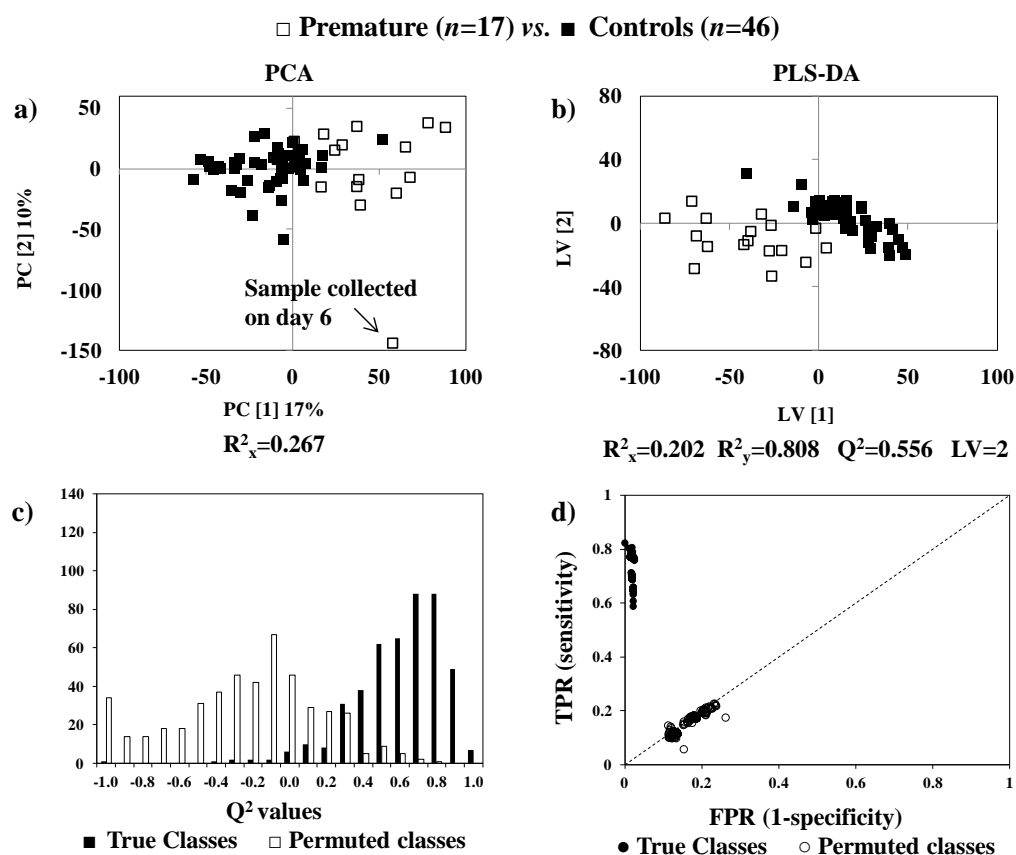 □ Premature (n=17) vs. ■ Controls (n=46)
PCA
a)
50
0
-50
-100
-150
PC [2] 10%
Sample collected
on day 6
-100 -50 0 50 100
PC [1] 17%
R²ₓ=0.267
PLS-DA
b)
80
40
0
-40
-80
LV [2]
-100 -50 0 50 100
LV [1]
R²ₓ=0.202 R²y=0.808 Q²=0.556 LV=2
c)
140
120
100
80
60
40
20
0
-1.0 -0.8 -0.6 -0.4 -0.2 0.0 0.2 0.4 0.6 0.8 1.0
Q² values
■ True Classes □ Permuted classes
d)
1
0.8
0.6
0.4
0.2
0
TPR (sensitivity)
0 0.2 0.4 0.6 0.8 1
FPR (1-specificity)
● True Classes ○ Permuted classes